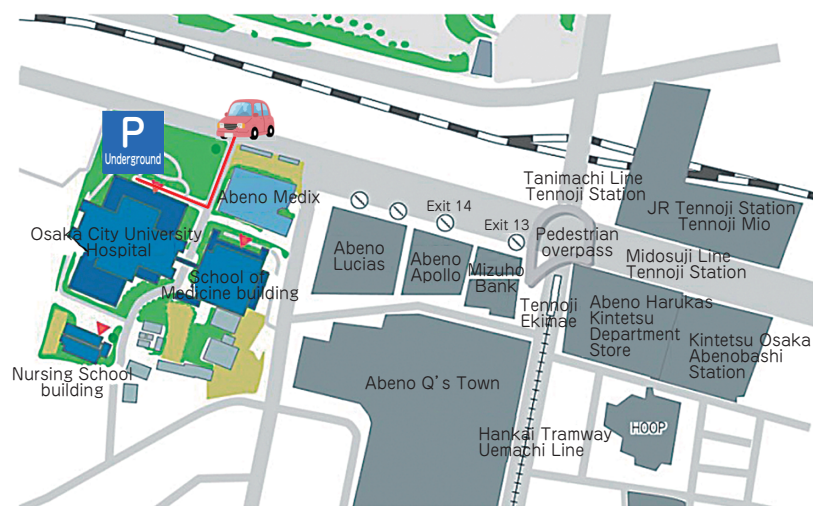 P
Underground
Abeno Medix
Osaka City University
Hospital
School of
Medicine building
Nursing School
building
Exit 14
Exit 13
Abeno
Lucias
Abeno
Apollo
Mizuho
Bank
Tanimachi Line
Tennoji Station
Pedestrian
overpass
JR Tennoji Station
Tennoji Mio
Midosuji Line
Tennoji Station
Tennoji
Ekimae
Abeno Harukas
Kintetsu
Department
Store
Kintetsu Osaka
Abenobashi
Station
Abeno Q's Town
Hankai Tramway
Uemachi Line
HOOP